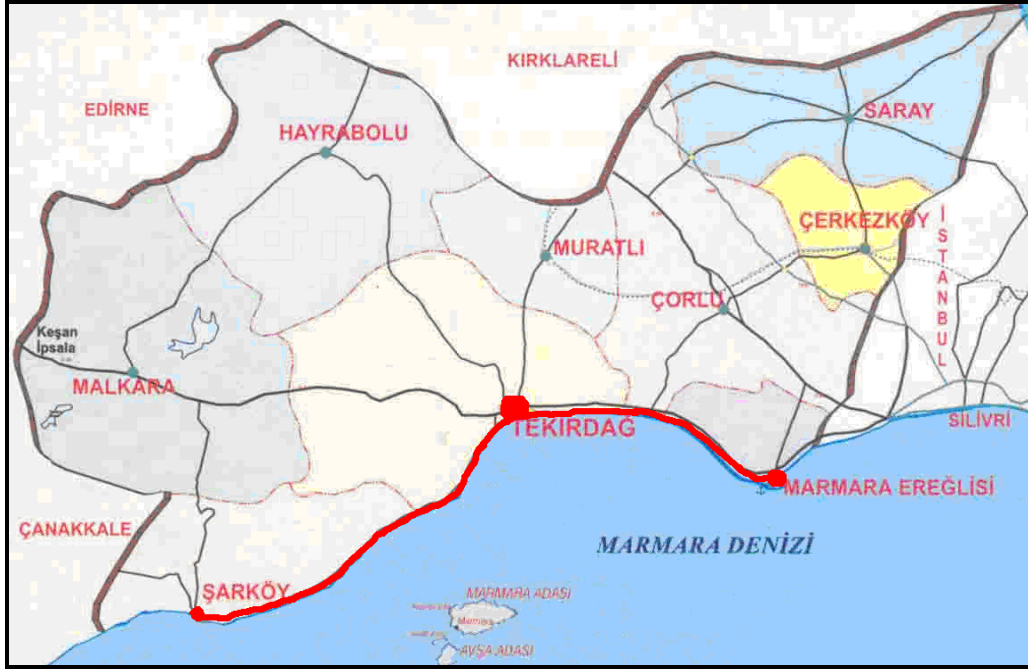 KIRKLARELİ
EDİRNE
SARAY
HAYRABOLU
ÇERKEZKÖY
İSTANBUL
MURATLI
ÇORLU
Keşan
İpsala
MALKARA
TEKİRDAĞ
SİLİVRİ
MARMARA EREĞLİSİ
ÇANAKKALE
MARMARA DENİZİ
ŞARKÖY
MARMARA ADASI
Marmara
AVŞA ADASI